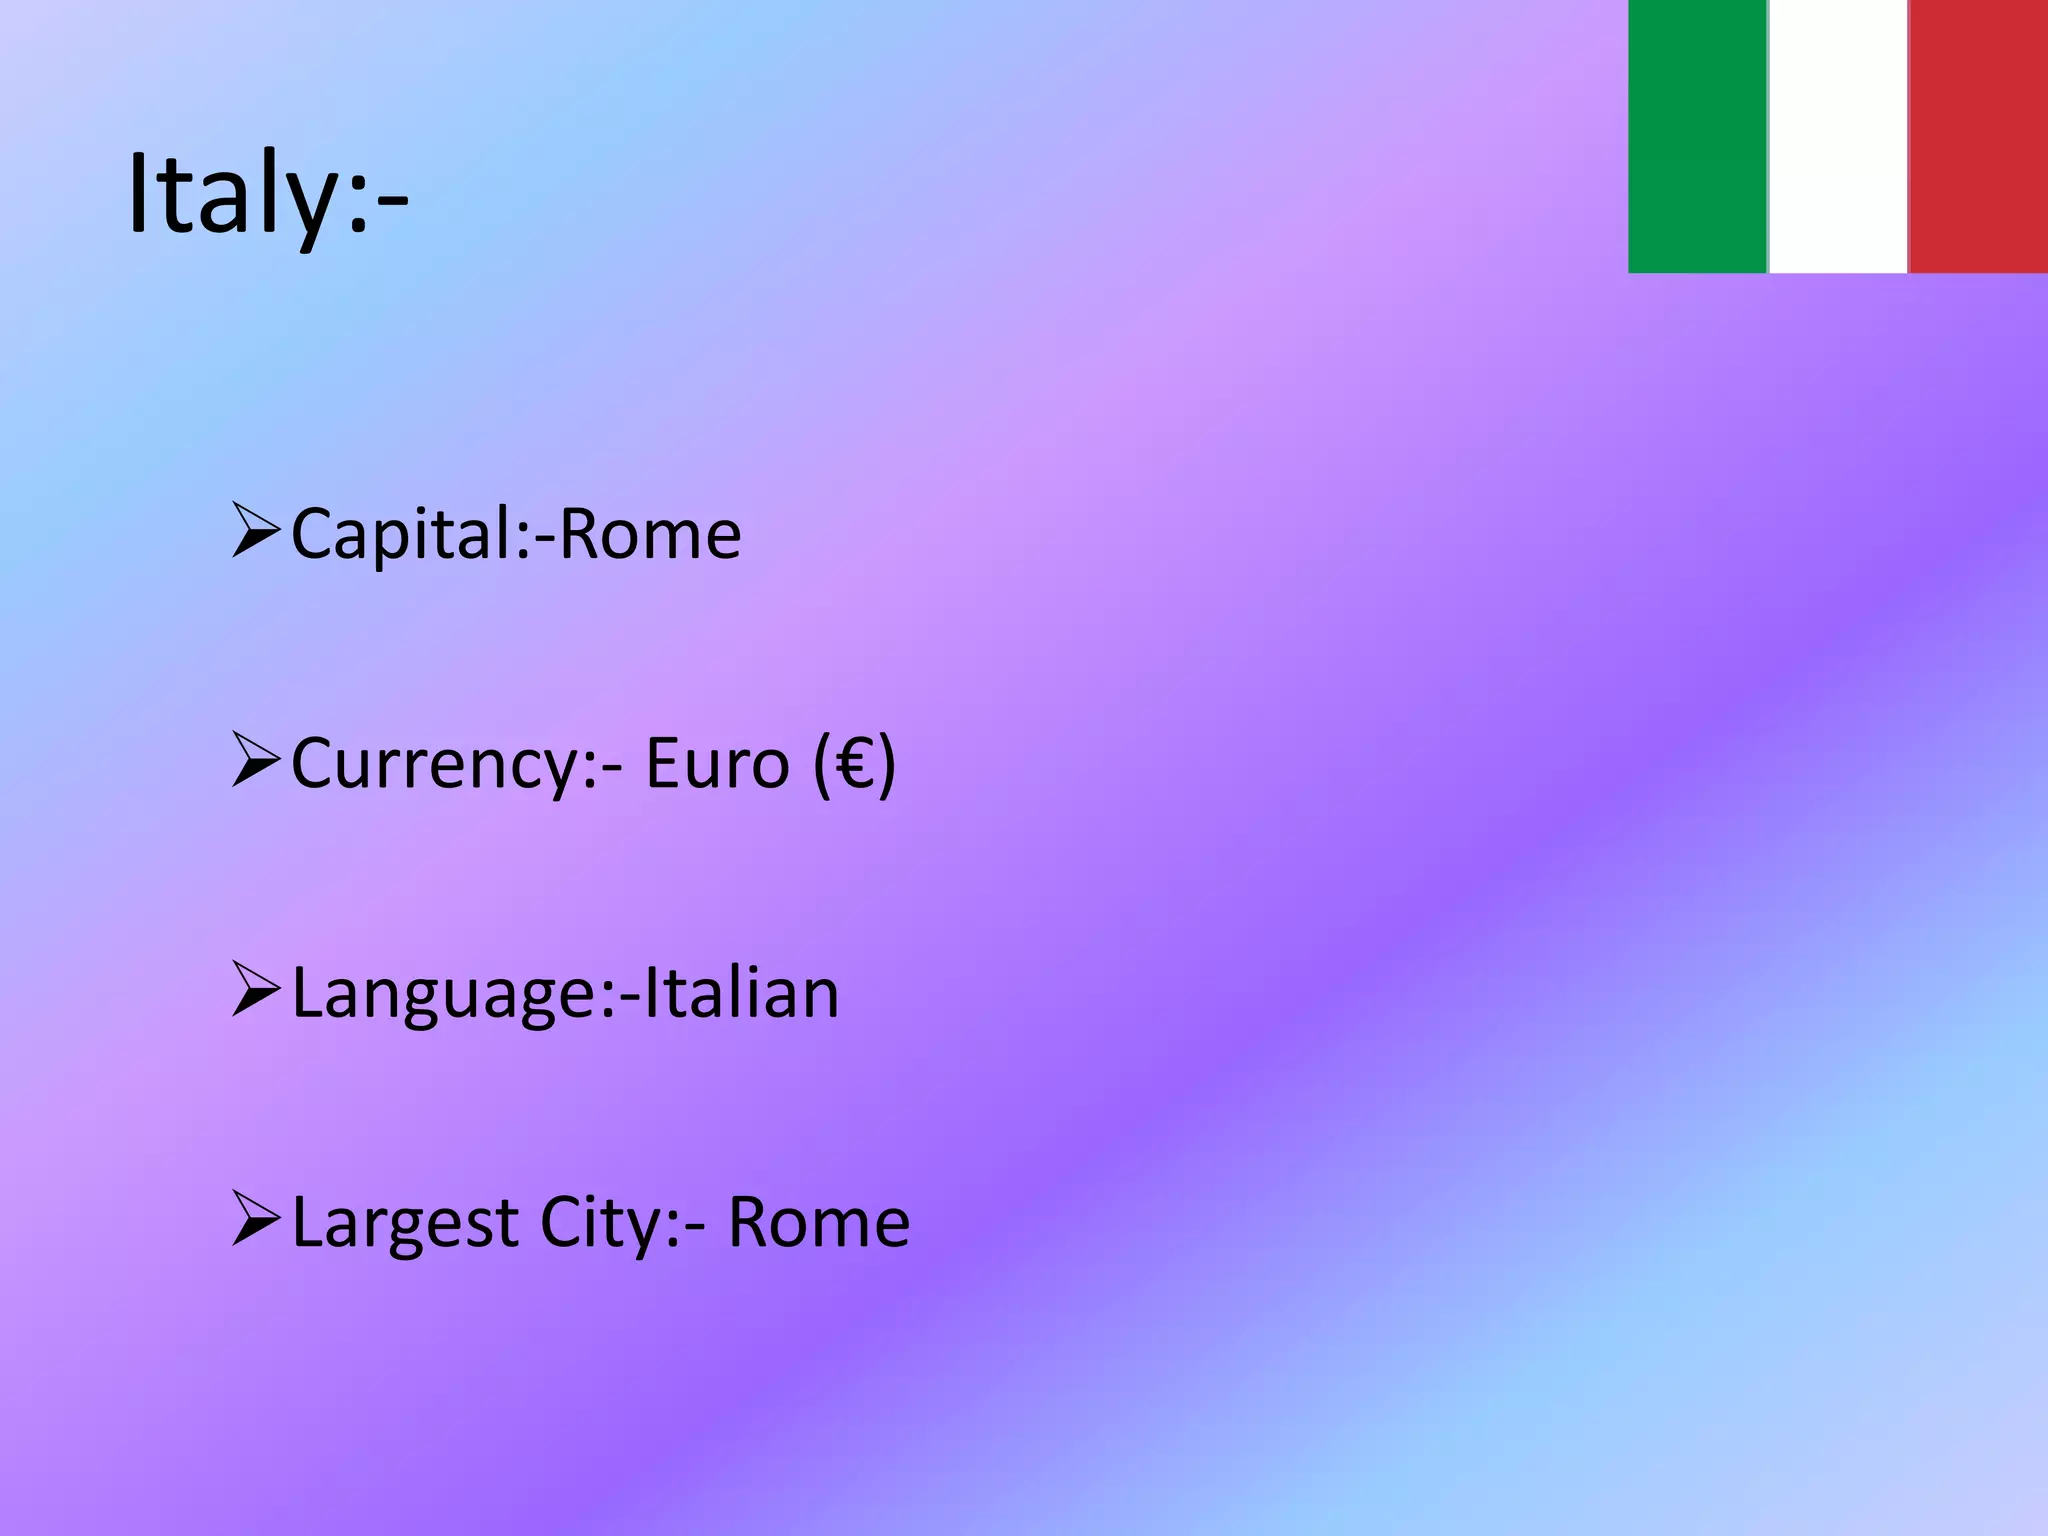 Italy:-
➢Capital:-Rome
➢Currency:- Euro (€)
➢Language:-Italian
➢Largest City:- Rome